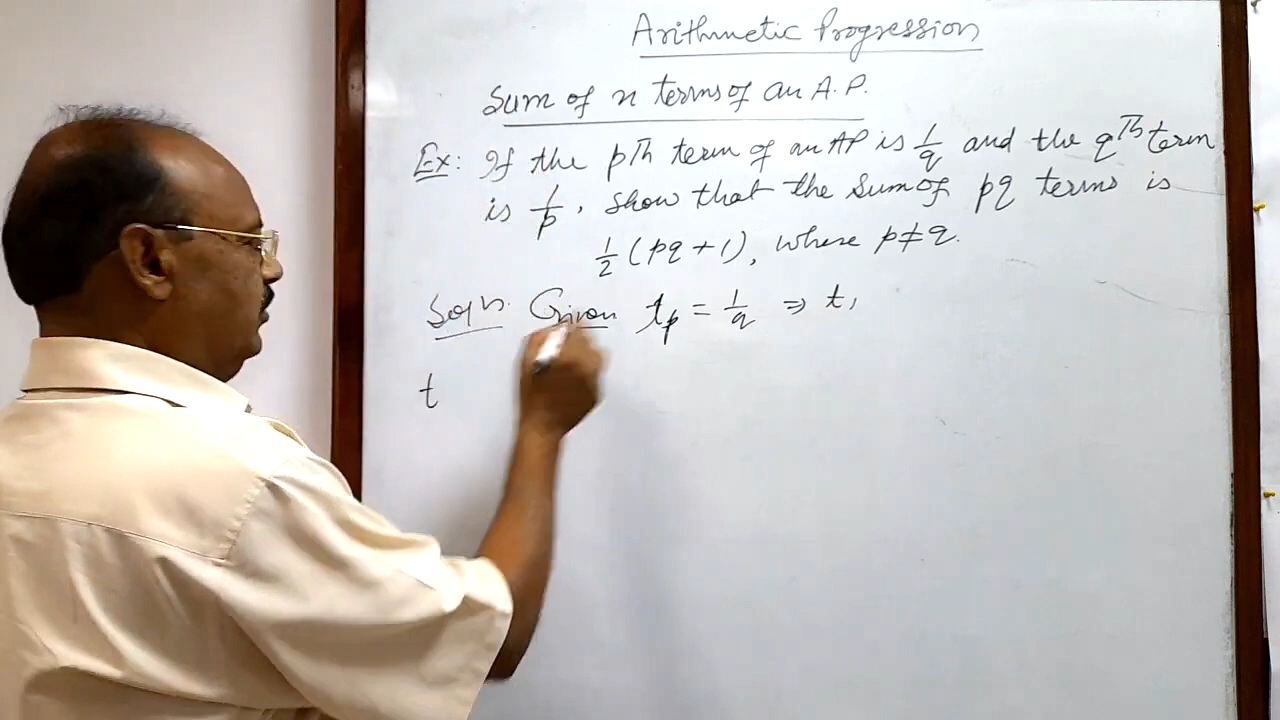 Arithmetic Progression
Sum of n terms of an A.P.
Ex: If the pTh term of an AP is 1/q and the qTh term
is 1/p, show that the sum of pq terms is
1/2 (pq + 1), where p ≠ q.
Solⁿ. Given t_p = 1/q ⇒ t,
t